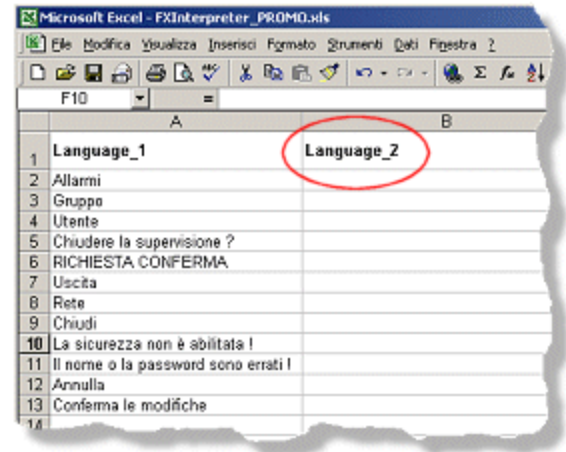 Microsoft Excel - FXInterpreter_PROMO.xls
File Modifica Visualizza Inserisci Formato Strumenti Dati Finestra ?
F10 =
A B
1 Language_1 Language_2
2 Allarmi
3 Gruppo
4 Utente
5 Chiudere la supervisione ?
6 RICHIESTA CONFERMA
7 Uscita
8 Rete
9 Chiudi
10 La sicurezza non è abilitata !
11 Il nome o la password sono errati !
12 Annulla
13 Conferma le modifiche
14